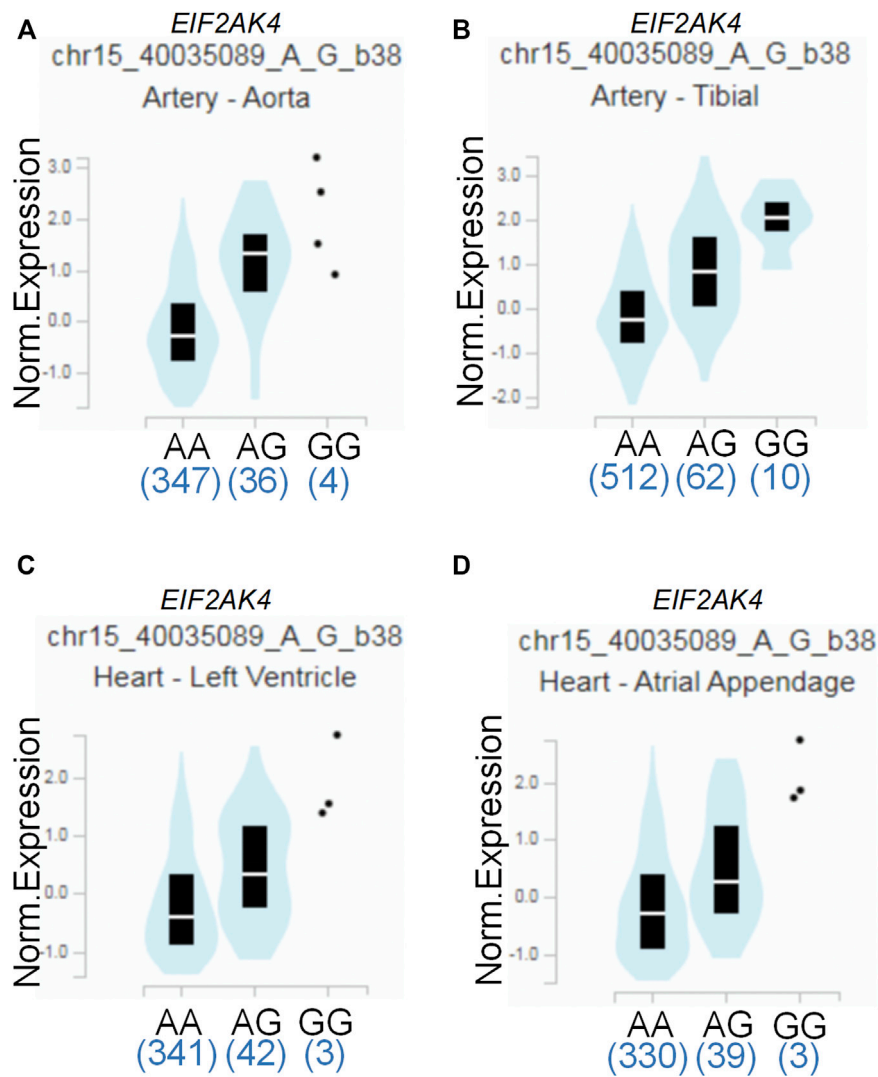 A
EIF2AK4
chr15_40035089_A_G_b38
Artery - Aorta
Norm.Expression
3.0
2.0
1.0
0.0
-1.0
AA AG GG
(347) (36) (4)
B
EIF2AK4
chr15_40035089_A_G_b38
Artery - Tibial
Norm.Expression
3.0
2.0
1.0
0.0
-1.0
-2.0
AA AG GG
(512) (62) (10)
C
EIF2AK4
chr15_40035089_A_G_b38
Heart - Left Ventricle
Norm.Expression
2.0
1.0
0.0
-1.0
AA AG GG
(341) (42) (3)
D
EIF2AK4
chr15_40035089_A_G_b38
Heart - Atrial Appendage
Norm.Expression
2.0
1.0
0.0
-1.0
AA AG GG
(330) (39) (3)